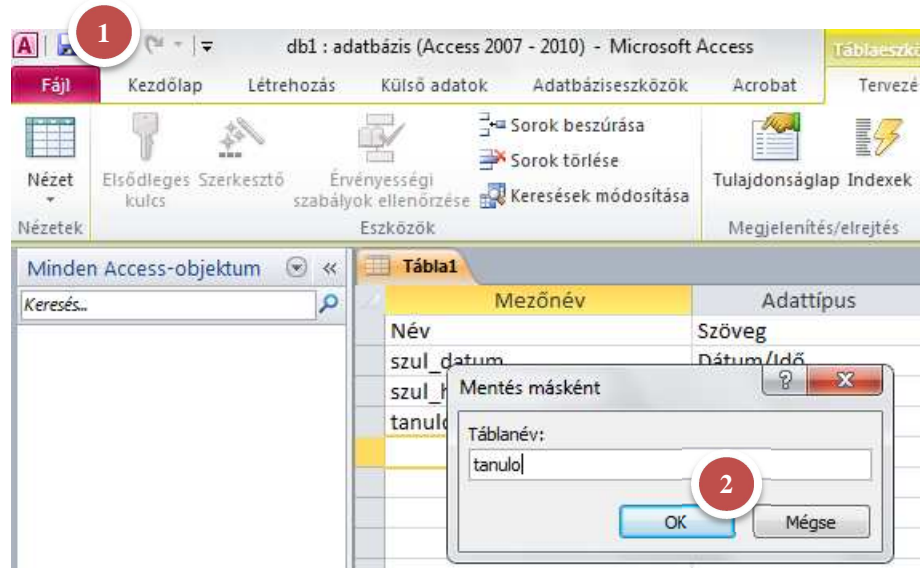 1
db1 : adatbázis (Access 2007 - 2010) - Microsoft Access
Fájl Kezdőlap Létrehozás Külső adatok Adatbáziseszközök Acrobat
Nézet
Elsődleges kulcs
Szerkesztő
Érvényességi szabályok ellenőrzése
Sorok beszúrása
Sorok törlése
Keresések módosítása
Tulajdonságlap
Indexek
Nézetek Eszközök Megjelenítés/elrejtés
Minden Access-objektum «
Keresés...
Tábla1
Mezőnév Adattípus
Név Szöveg
szul_datum Dátum/Idő
Mentés másként
Táblanév:
tanulo
2
OK Mégse